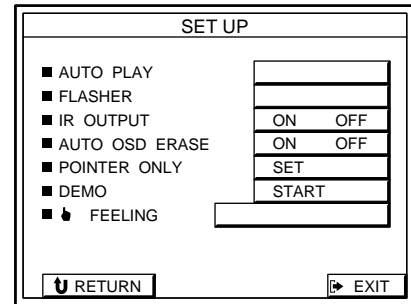 SET UP
AUTO PLAY
FLASHER
IR OUTPUT ON OFF
AUTO OSD ERASE ON OFF
POINTER ONLY SET
DEMO START
FEELING
RETURN EXIT